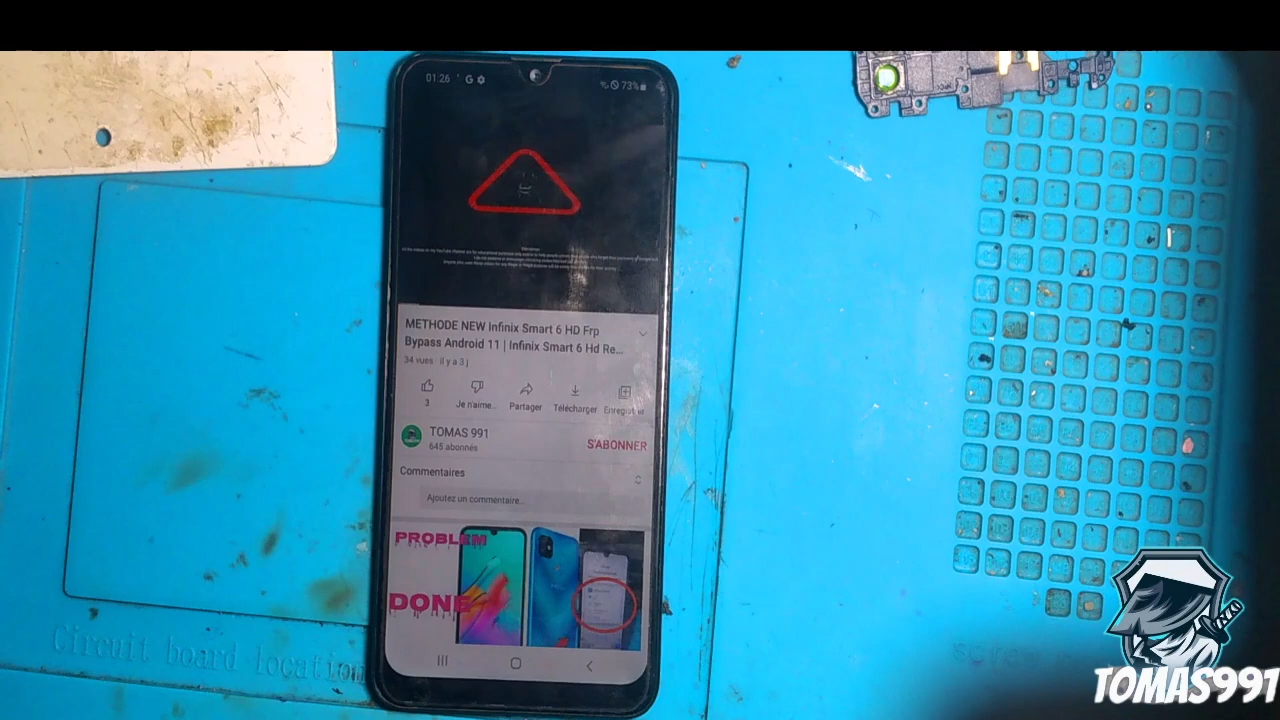 01:26 G
73%
METHODE NEW Infinix Smart 6 HD Frp
Bypass Android 11 | Infinix Smart 6 Hd Re...
34 vues · il y a 3 j
3
Je n'aime...
Partager
Télécharger
Enregistrer
TOMAS 991
645 abonnés
S'ABONNER
Commentaires
Ajoutez un commentaire...
PROBLEM
DONE
Circuit board location
TOMAS991